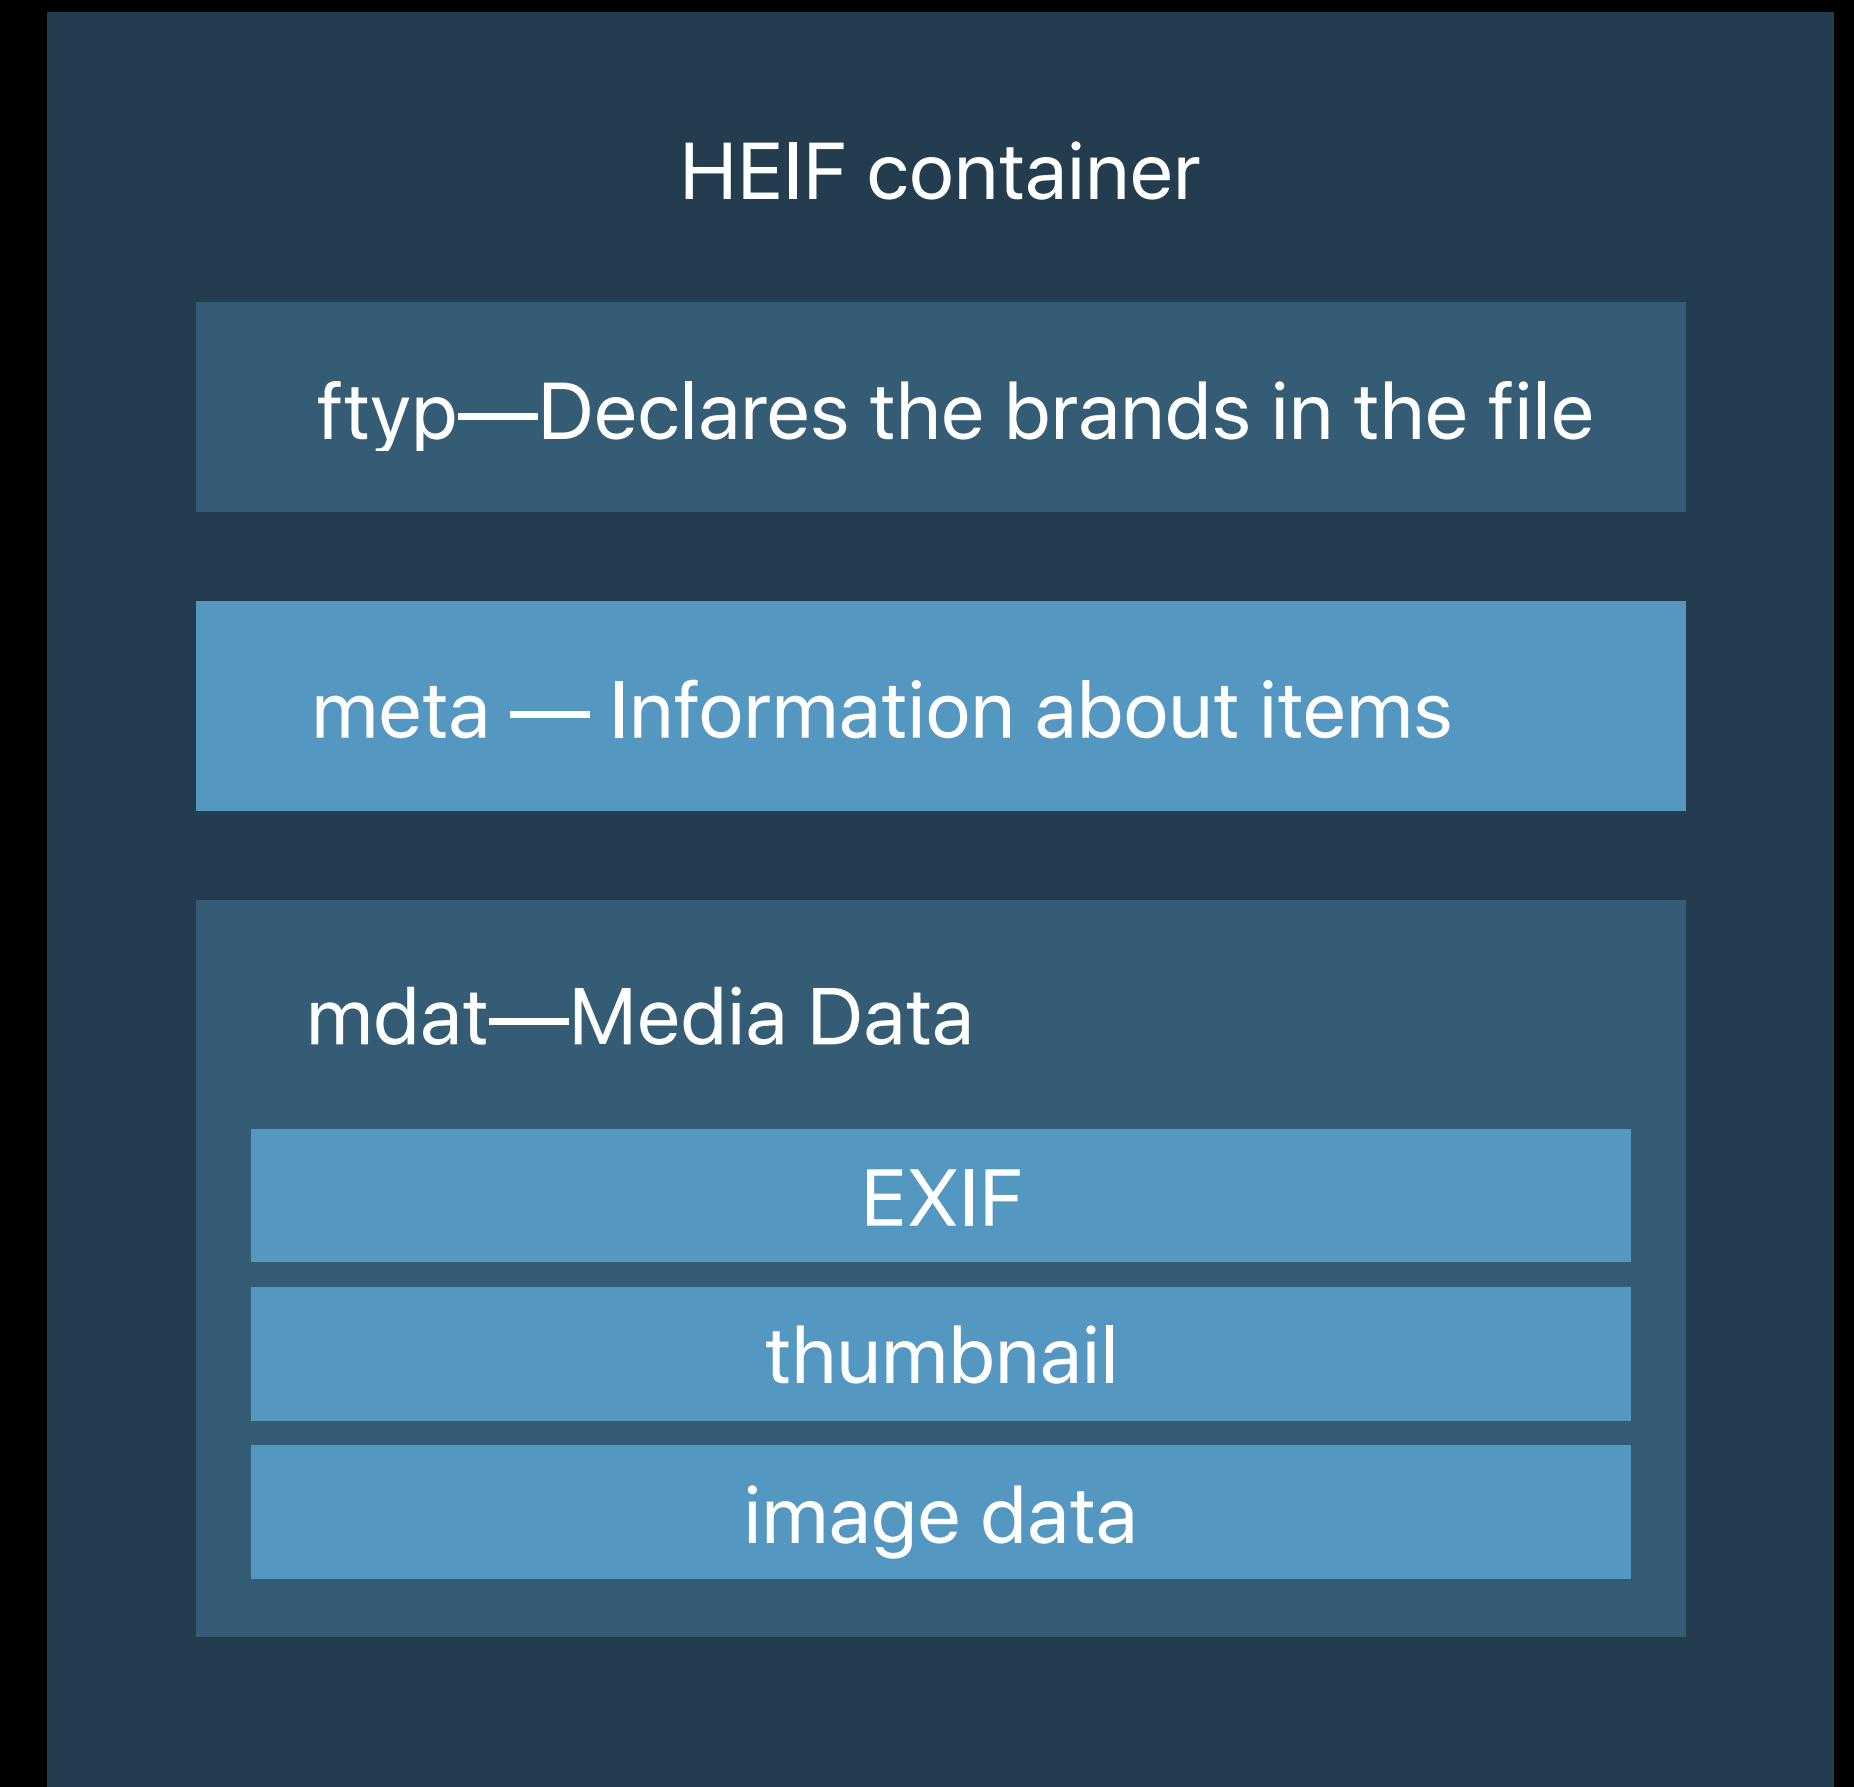 HEIF container
ftyp—Declares the brands in the file
meta — Information about items
mdat—Media Data
EXIF
thumbnail
image data